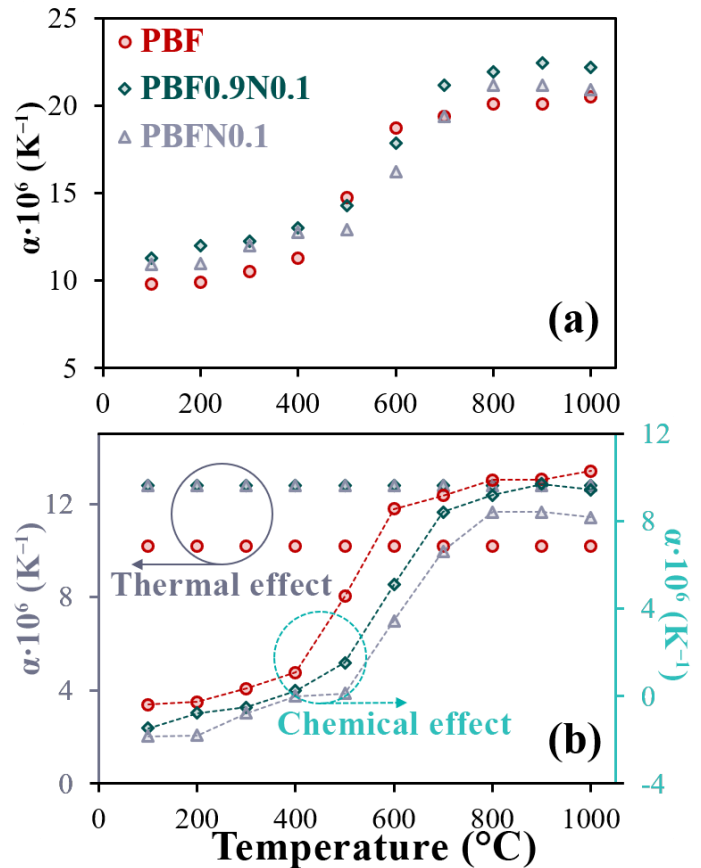 25
20
15
10
5
α·10⁶ (K⁻¹)
PBF
PBF0.9N0.1
PBFN0.1
(a)
0 200 400 600 800 1000
12
8
4
0
α·10⁶ (K⁻¹)
Thermal effect
Chemical effect
(b)
12
8
4
0
-4
α·10⁶ (K⁻¹)
0 200 400 600 800 1000
Temperature (°C)